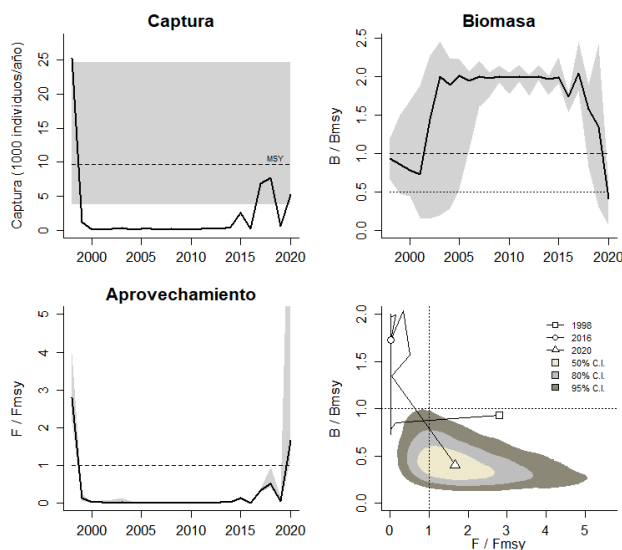 Captura
Captura (1000 individuos/año)
0 5 10 15 20 25
MSY
2000 2005 2010 2015 2020
Biomasa
B / Bmsy
0.0 0.5 1.0 1.5 2.0 2.5
2000 2005 2010 2015 2020
Aprovechamiento
F / Fmsy
0 1 2 3 4 5
2000 2005 2010 2015 2020
B / Bmsy
0.0 0.5 1.0 1.5 2.0
1998
2016
2020
50% C.I.
80% C.I.
95% C.I.
0 1 2 3 4 5
F / Fmsy